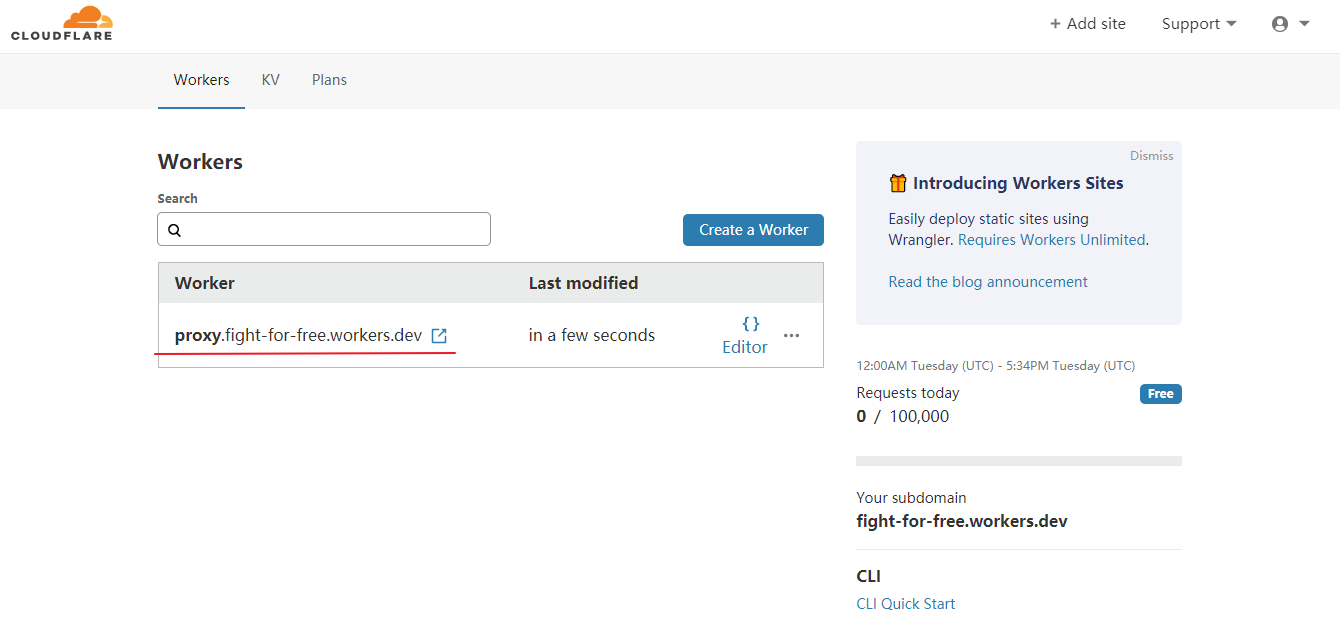 CLOUDFLARE
+ Add site
Support
Workers
KV
Plans
Workers
Search
Create a Worker
Worker
Last modified
proxy.fight-for-free.workers.dev
in a few seconds
{}
Editor
...
Dismiss
Introducing Workers Sites
Easily deploy static sites using
Wrangler. Requires Workers Unlimited.
Read the blog announcement
12:00AM Tuesday (UTC) - 5:34PM Tuesday (UTC)
Requests today
Free
0 / 100,000
Your subdomain
fight-for-free.workers.dev
CLI
CLI Quick Start